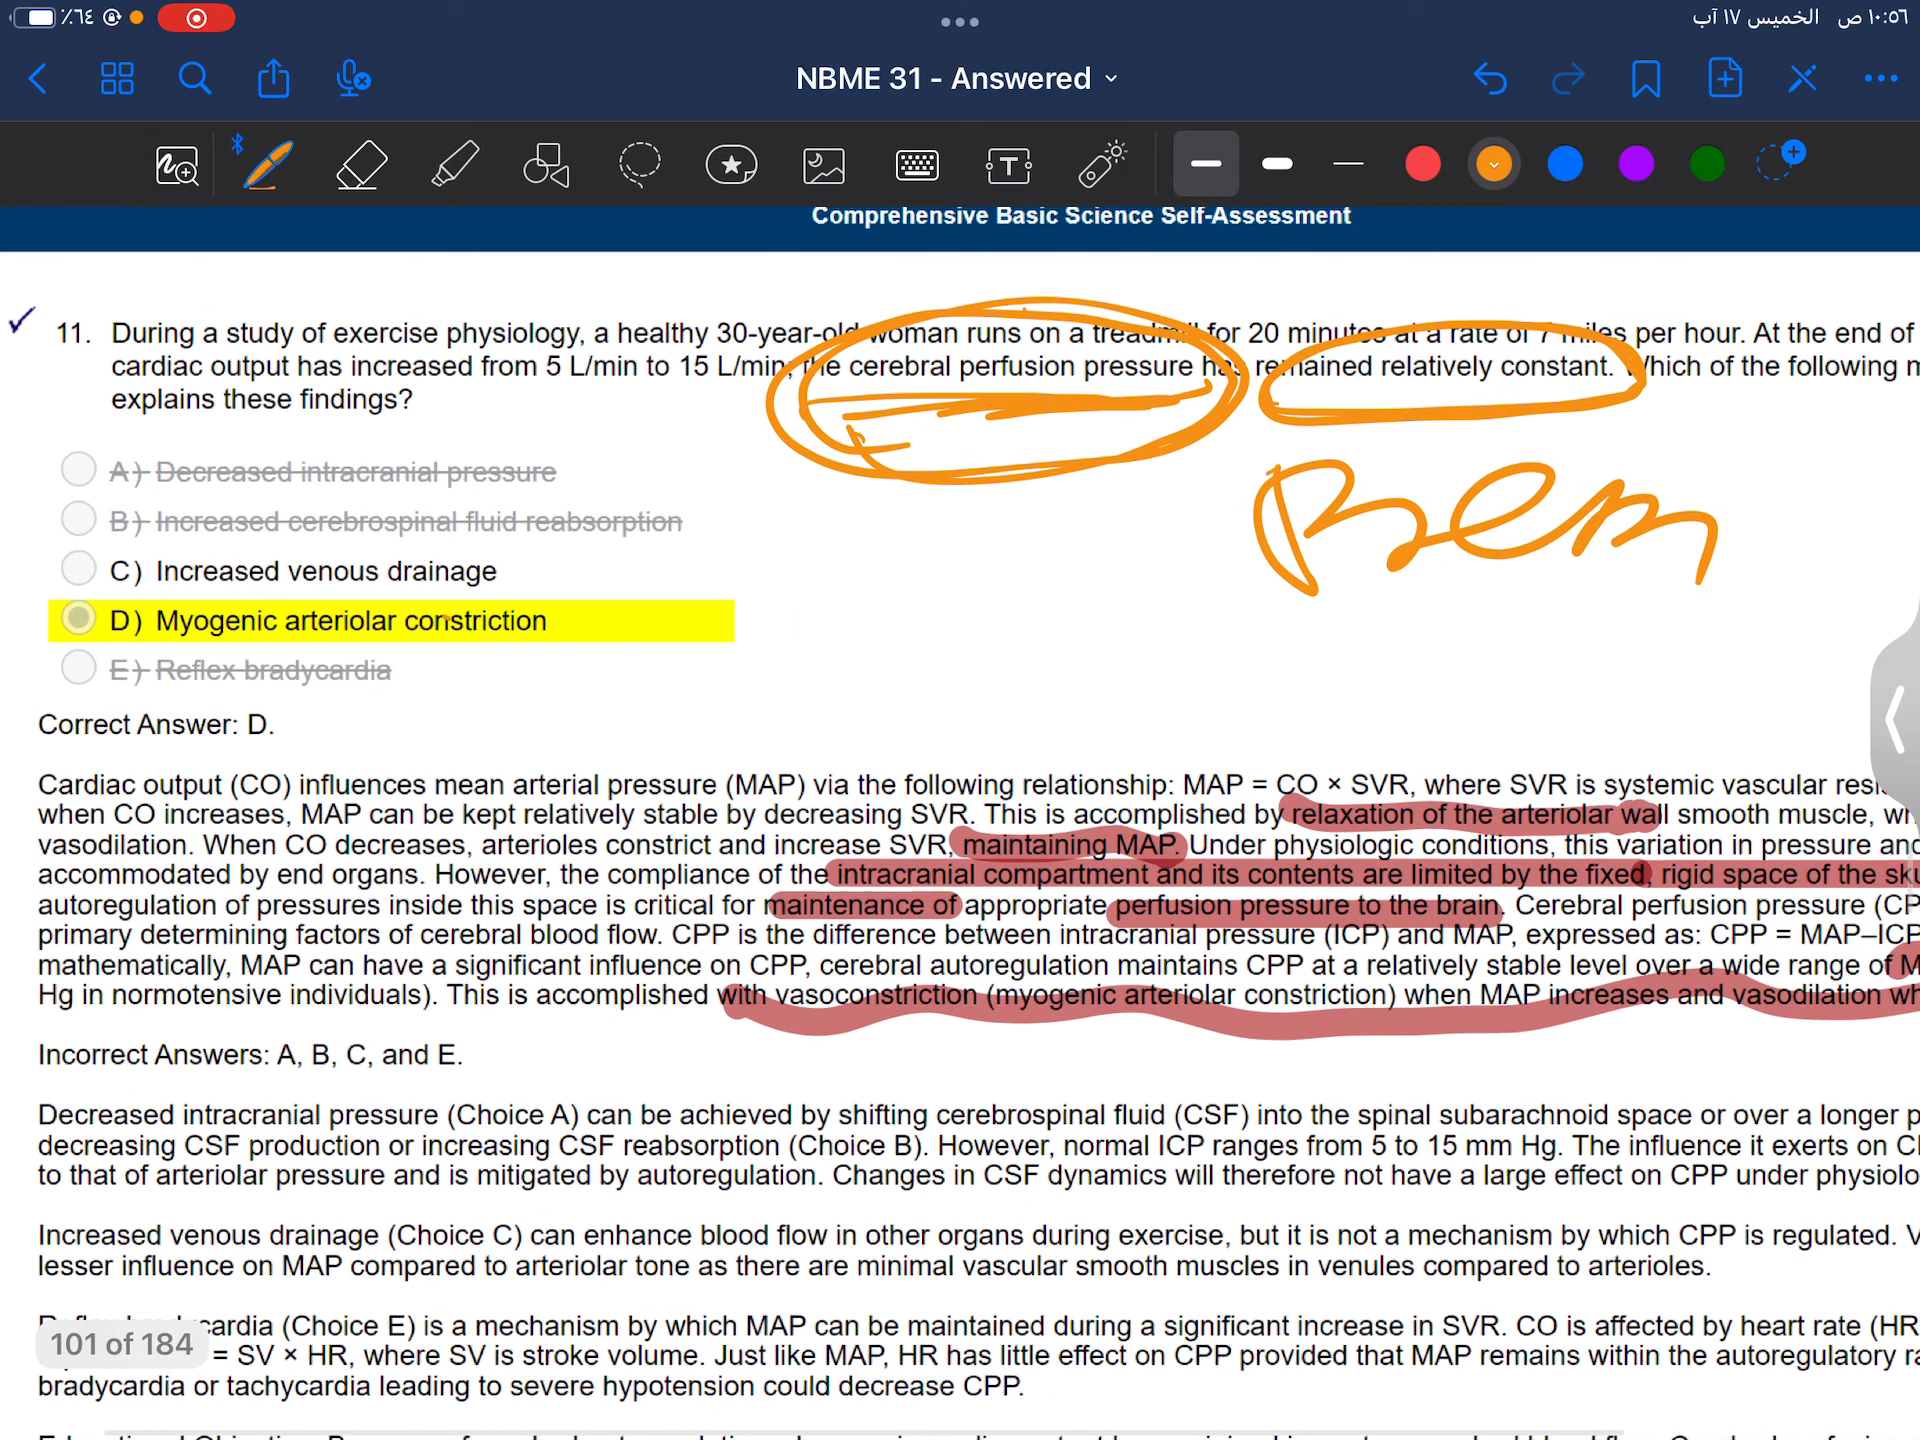 ٪٦٤
الخميس ١٧ آب ١٠:٥٦ ص
NBME 31 - Answered
T
Comprehensive Basic Science Self-Assessment
11. During a study of exercise physiology, a healthy 30-year-old woman runs on a treadmill for 20 minutes at a rate of 7 miles per hour. At the end of
cardiac output has increased from 5 L/min to 15 L/min; the cerebral perfusion pressure has remained relatively constant. Which of the following m
explains these findings?
A) Decreased intracranial pressure
B) Increased cerebrospinal fluid reabsorption
C) Increased venous drainage
D) Myogenic arteriolar constriction
E) Reflex bradycardia
Correct Answer: D.
Cardiac output (CO) influences mean arterial pressure (MAP) via the following relationship: MAP = CO × SVR, where SVR is systemic vascular resi
when CO increases, MAP can be kept relatively stable by decreasing SVR. This is accomplished by relaxation of the arteriolar wall smooth muscle, wh
vasodilation. When CO decreases, arterioles constrict and increase SVR, maintaining MAP. Under physiologic conditions, this variation in pressure and
accommodated by end organs. However, the compliance of the intracranial compartment and its contents are limited by the fixed, rigid space of the sku
autoregulation of pressures inside this space is critical for maintenance of appropriate perfusion pressure to the brain. Cerebral perfusion pressure (CP
primary determining factors of cerebral blood flow. CPP is the difference between intracranial pressure (ICP) and MAP, expressed as: CPP = MAP–ICP
mathematically, MAP can have a significant influence on CPP, cerebral autoregulation maintains CPP at a relatively stable level over a wide range of M
Hg in normotensive individuals). This is accomplished with vasoconstriction (myogenic arteriolar constriction) when MAP increases and vasodilation wh
Incorrect Answers: A, B, C, and E.
Decreased intracranial pressure (Choice A) can be achieved by shifting cerebrospinal fluid (CSF) into the spinal subarachnoid space or over a longer p
decreasing CSF production or increasing CSF reabsorption (Choice B). However, normal ICP ranges from 5 to 15 mm Hg. The influence it exerts on C
to that of arteriolar pressure and is mitigated by autoregulation. Changes in CSF dynamics will therefore not have a large effect on CPP under physiolo
Increased venous drainage (Choice C) can enhance blood flow in other organs during exercise, but it is not a mechanism by which CPP is regulated. V
lesser influence on MAP compared to arteriolar tone as there are minimal vascular smooth muscles in venules compared to arterioles.
cardia (Choice E) is a mechanism by which MAP can be maintained during a significant increase in SVR. CO is affected by heart rate (HR
101 of 184 = SV × HR, where SV is stroke volume. Just like MAP, HR has little effect on CPP provided that MAP remains within the autoregulatory ra
bradycardia or tachycardia leading to severe hypotension could decrease CPP.